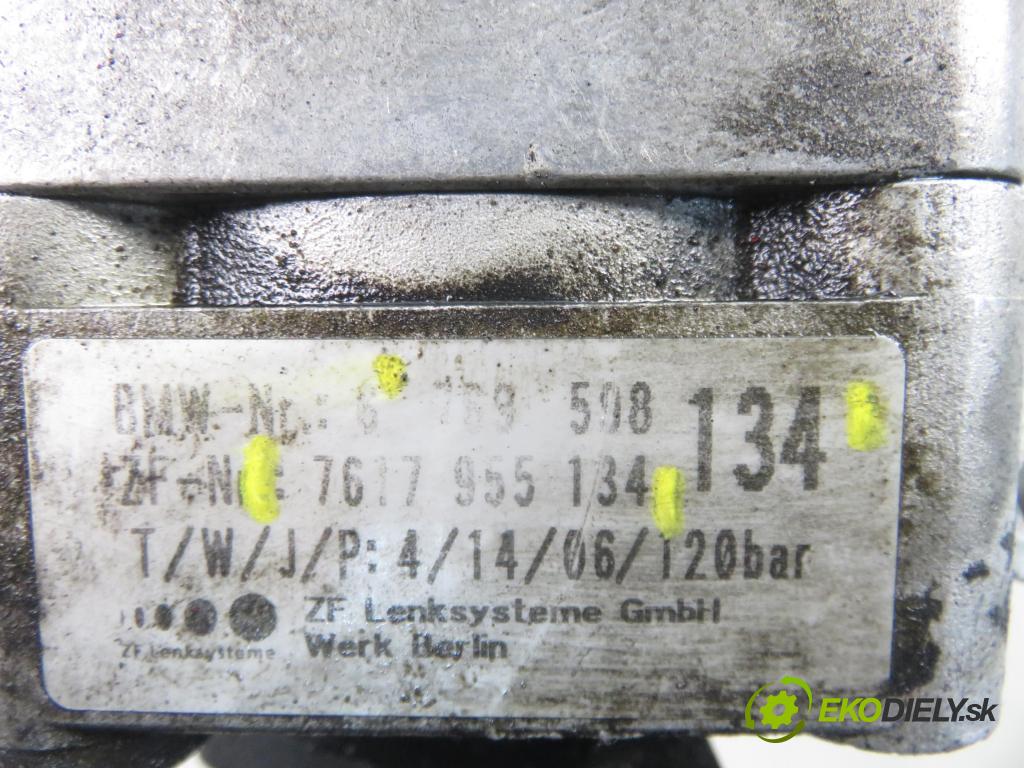 BMW-Nr.: 6 769 598
134
ZF-Nr: 7617 955 134
T/W/J/P: 4/14/06/120bar
ZF Lenksysteme GmbH
Werk Berlin
ZF Lenksysteme
EKODIELY.sk